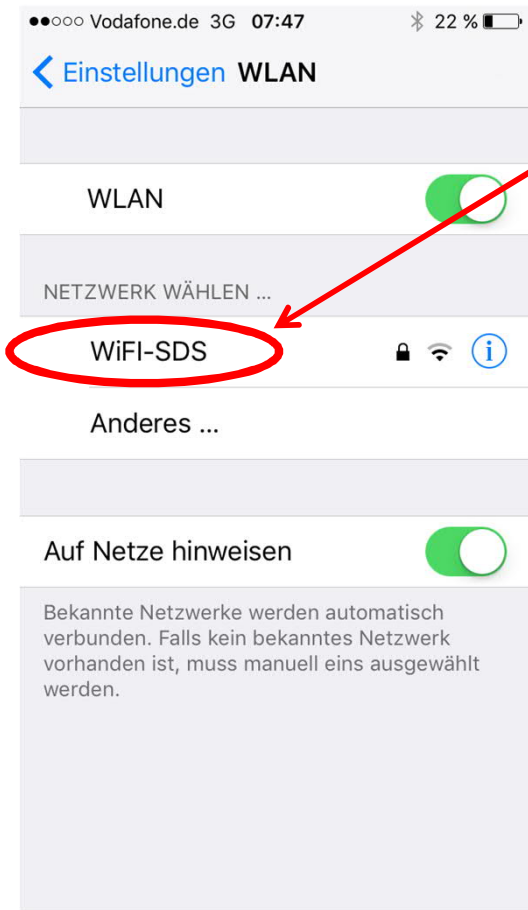 Vodafone.de 3G 07:47 22 %
Einstellungen WLAN
WLAN
NETZWERK WÄHLEN ...
WiFI-SDS
Anderes ...
Auf Netze hinweisen
Bekannte Netzwerke werden automatisch
verbunden. Falls kein bekanntes Netzwerk
vorhanden ist, muss manuell eins ausgewählt
werden.